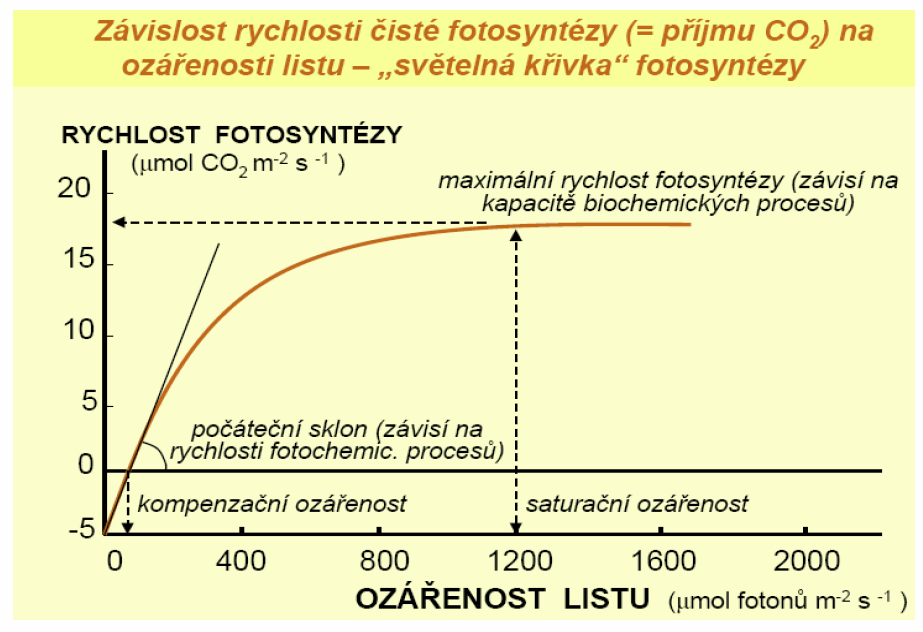 Závislost rychlosti čisté fotosyntézy (= příjmu CO2) na
ozářenosti listu – „světelná křivka“ fotosyntézy
RYCHLOST FOTOSYNTÉZY
(μmol CO2 m-2 s -1 )
20
15
10
5
0
-5
maximální rychlost fotosyntézy (závisí na
kapacitě biochemických procesů)
počáteční sklon (závisí na
rychlosti fotochemic. procesů)
kompenzační ozářenost
saturační ozářenost
0 400 800 1200 1600 2000
OZÁŘENOST LISTU (μmol fotonů m-2 s -1 )